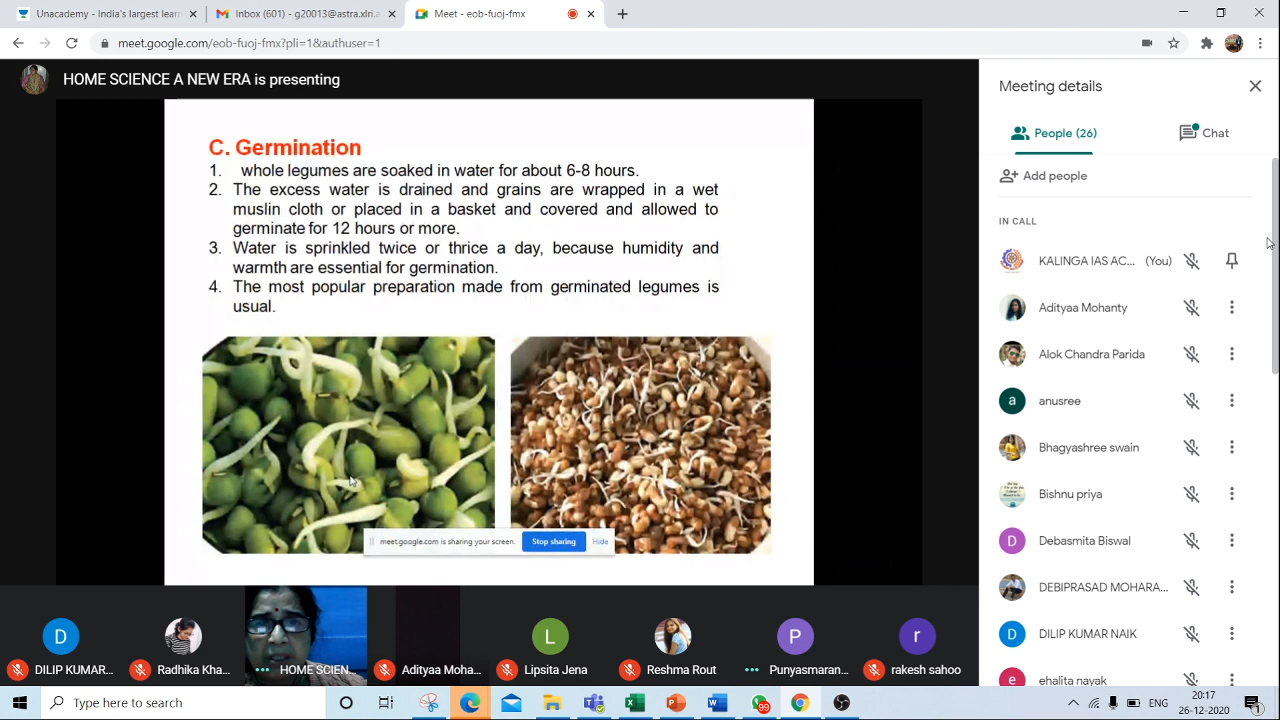 Unacademy - India's largest learn
Inbox (601) - g20013@astra.xlri.a
Meet - eob-fuoj-fmx
meet.google.com/eob-fuoj-fmx?pli=1&authuser=1
HOME SCIENCE A NEW ERA is presenting
C. Germination
1. whole legumes are soaked in water for about 6-8 hours.
2. The excess water is drained and grains are wrapped in a wet
muslin cloth or placed in a basket and covered and allowed to
germinate for 12 hours or more.
3. Water is sprinkled twice or thrice a day, because humidity and
warmth are essential for germination.
4. The most popular preparation made from germinated legumes is
usual.
meet.google.com is sharing your screen.
Stop sharing
Hide
Meeting details
People (26)
Chat
Add people
IN CALL
KALINGA IAS AC... (You)
Adityaa Mohanty
Alok Chandra Parida
a anusree
Bhagyashree swain
Bishnu priya
D Debasmita Biswal
DEBIPRASAD MOHARA...
D DILIP KUMAR NAIK
e ehalita nayak
D
L
P
r
DILIP KUMAR...
Radhika Kha...
HOME SCIEN...
Adityaa Moha...
Lipsita Jena
Reshma Rout
Punyasmaran...
rakesh sahoo
Type here to search
99
ENG
20:17
26-12-2020
1